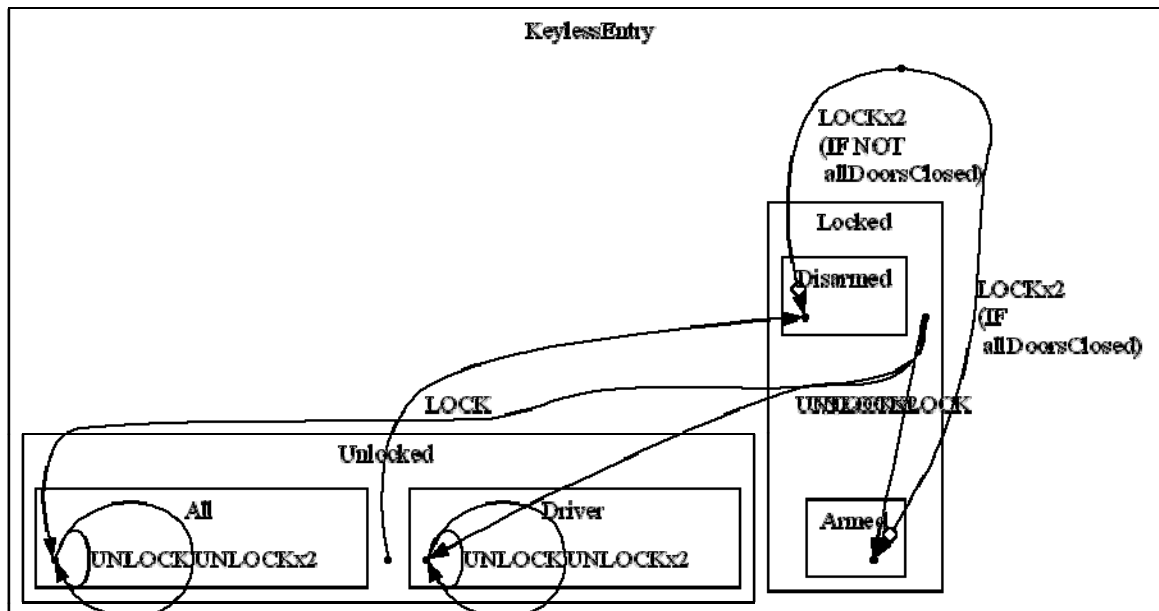 KeylessEntry
LOCKx2
(IF NOT
allDoorsClosed)
Locked
Disarmed
LOCKx2
(IF
allDoorsClosed)
LOCK
LOCK
Unlocked
All
Driver
Armed
UNLOCK UNLOCKx2
UNLOCK UNLOCKx2